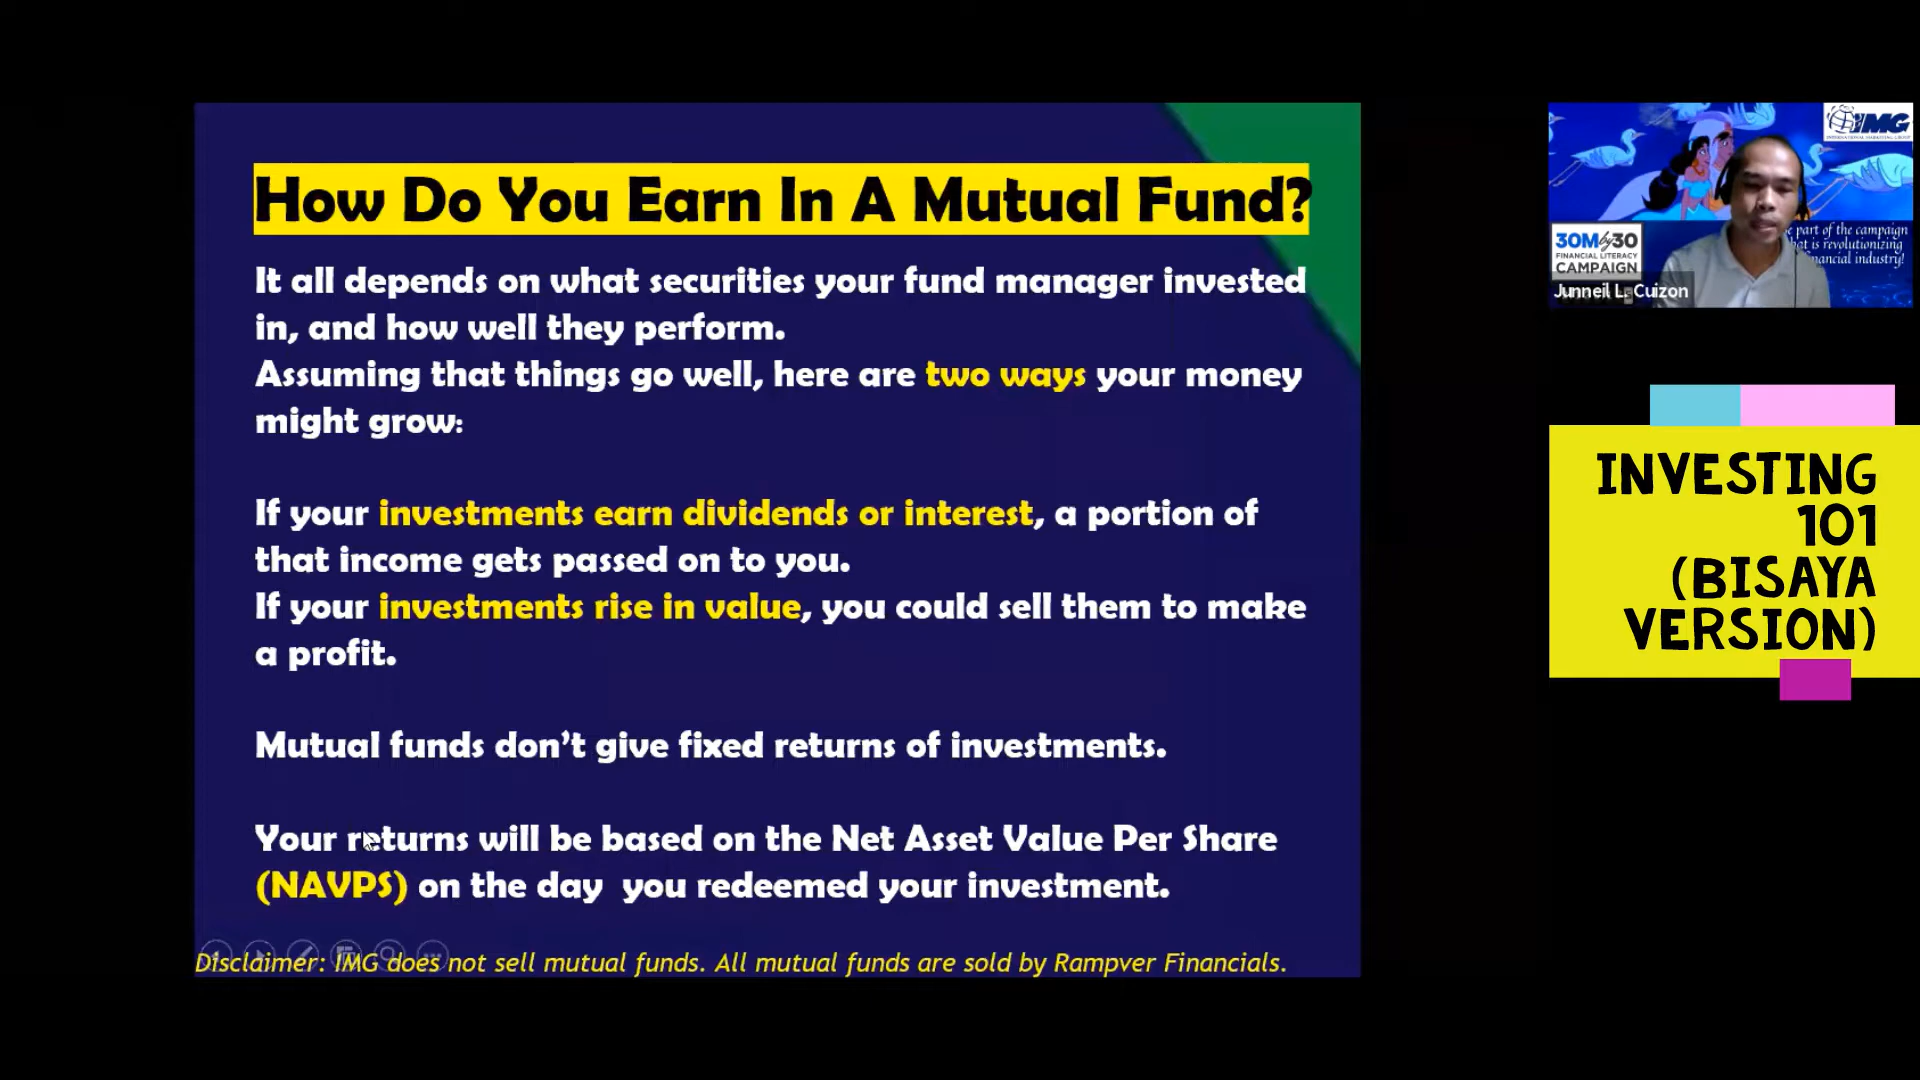 How Do You Earn In A Mutual Fund?
It all depends on what securities your fund manager invested
in, and how well they perform.
Assuming that things go well, here are two ways your money
might grow:
If your investments earn dividends or interest, a portion of
that income gets passed on to you.
If your investments rise in value, you could sell them to make
a profit.
Mutual funds don’t give fixed returns of investments.
Your returns will be based on the Net Asset Value Per Share
(NAVPS) on the day you redeemed your investment.
Disclaimer: IMG does not sell mutual funds. All mutual funds are sold by Rampver Financials.
IMG
30M by 30
FINANCIAL LITERACY
CAMPAIGN
part of the campaign
is revolutionizing
industry!
Junneil L. Cuizon
INVESTING
101
(BISAYA
VERSION)